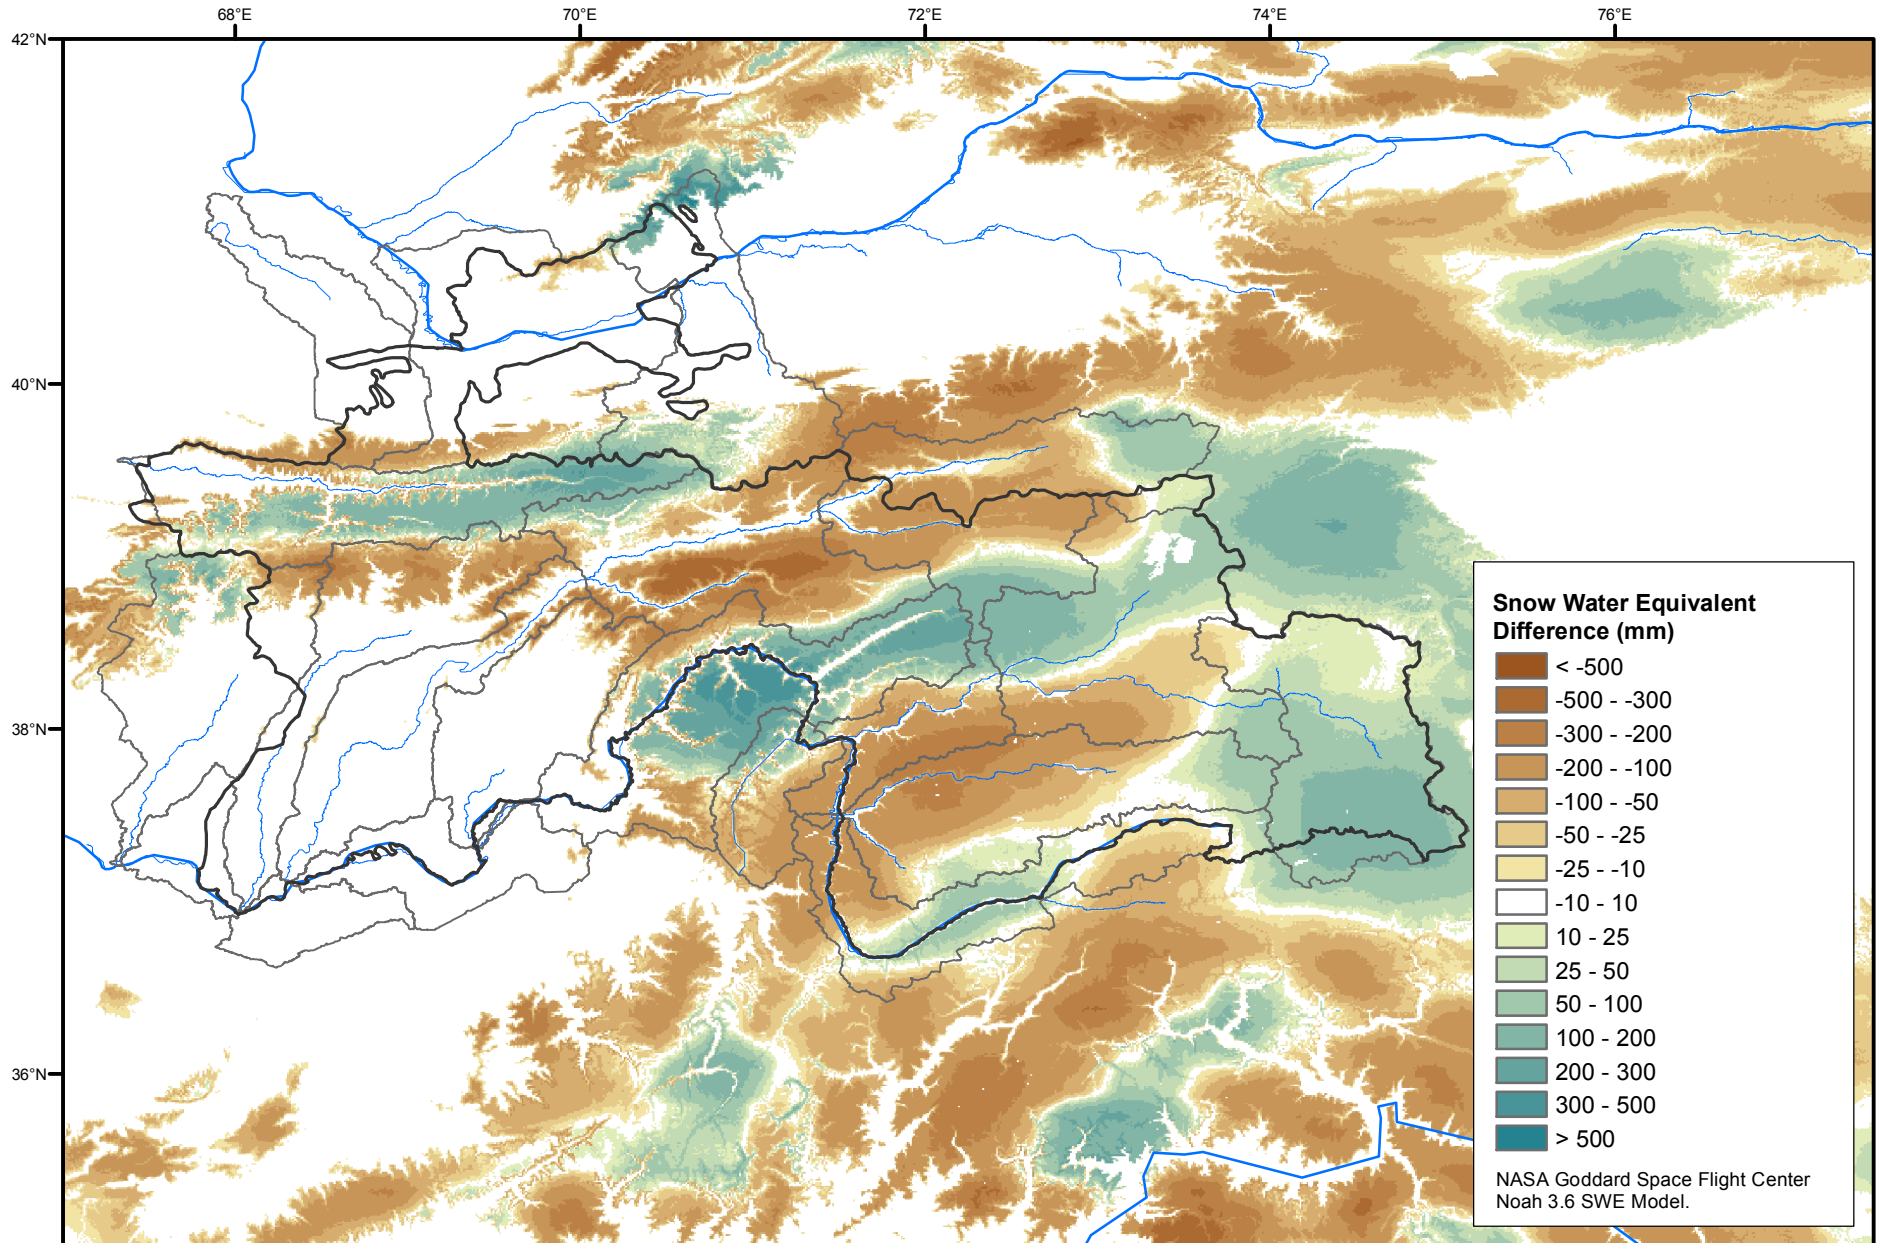 68°E 70°E 72°E 74°E 76°E
42°N
40°N
38°N
36°N
Snow Water Equivalent
Difference (mm)
< -500
-500 - -300
-300 - -200
-200 - -100
-100 - -50
-50 - -25
-25 - -10
-10 - 10
10 - 25
25 - 50
50 - 100
100 - 200
200 - 300
300 - 500
> 500
NASA Goddard Space Flight Center
Noah 3.6 SWE Model.